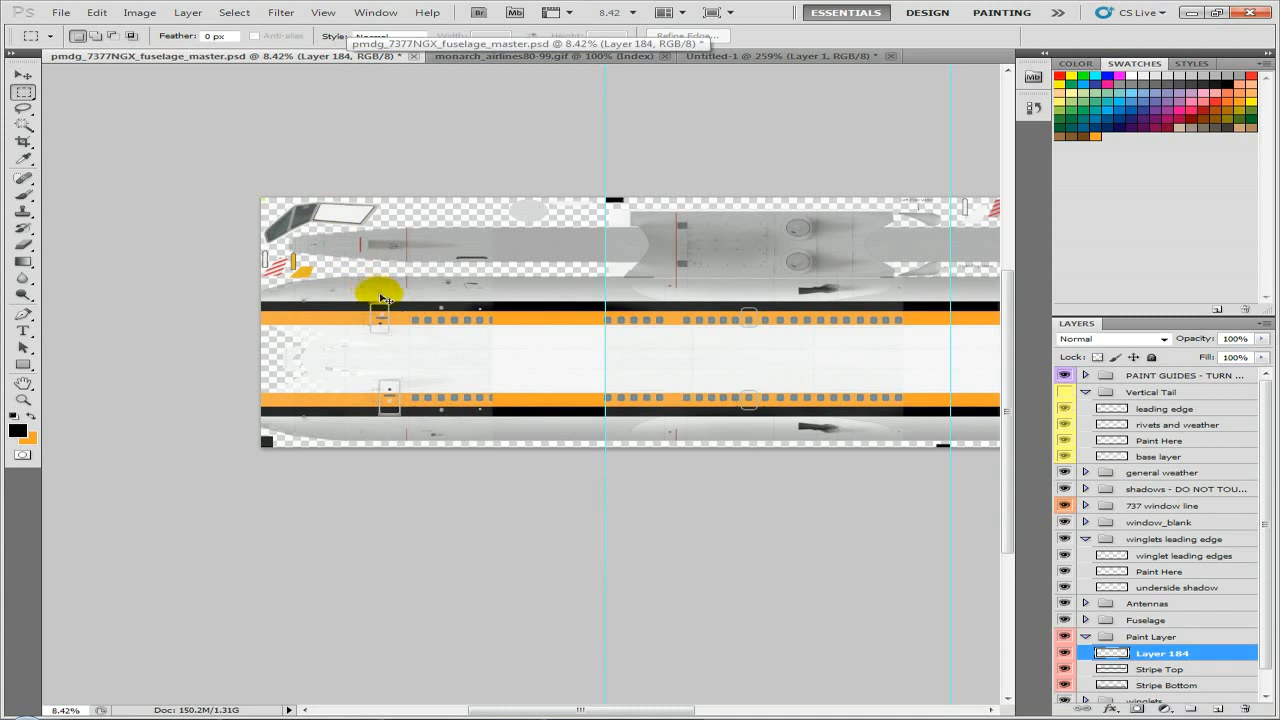 Ps File Edit Image Layer Select Filter View Window Help Br Mb 8.42 ESSENTIALS DESIGN PAINTING CS Live
Feather: 0 px Anti-alias Style: Refine Edge...
pmdg_7377NGX_fuselage_master.psd @ 8.42% (Layer 184, RGB/8) *
pmdg_7377NGX_fuselage_master.psd @ 8.42% (Layer 184, RGB/8) * monarch_airlines80-99.gif @ 100% (Index) Untitled-1 @ 259% (Layer 1, RGB/8) *
COLOR SWATCHES STYLES
Mb
LAYERS
Normal Opacity: 100%
Lock: Fill: 100%
PAINT GUIDES - TURN ...
Vertical Tail
leading edge
rivets and weather
Paint Here
base layer
general weather
shadows - DO NOT TOU...
737 window line
window_blank
winglets leading edge
winglet leading edges
Paint Here
underside shadow
Antennas
Fuselage
Paint Layer
Layer 184
Stripe Top
Stripe Bottom
winglets
8.42% Doc: 150.2M/1.31G